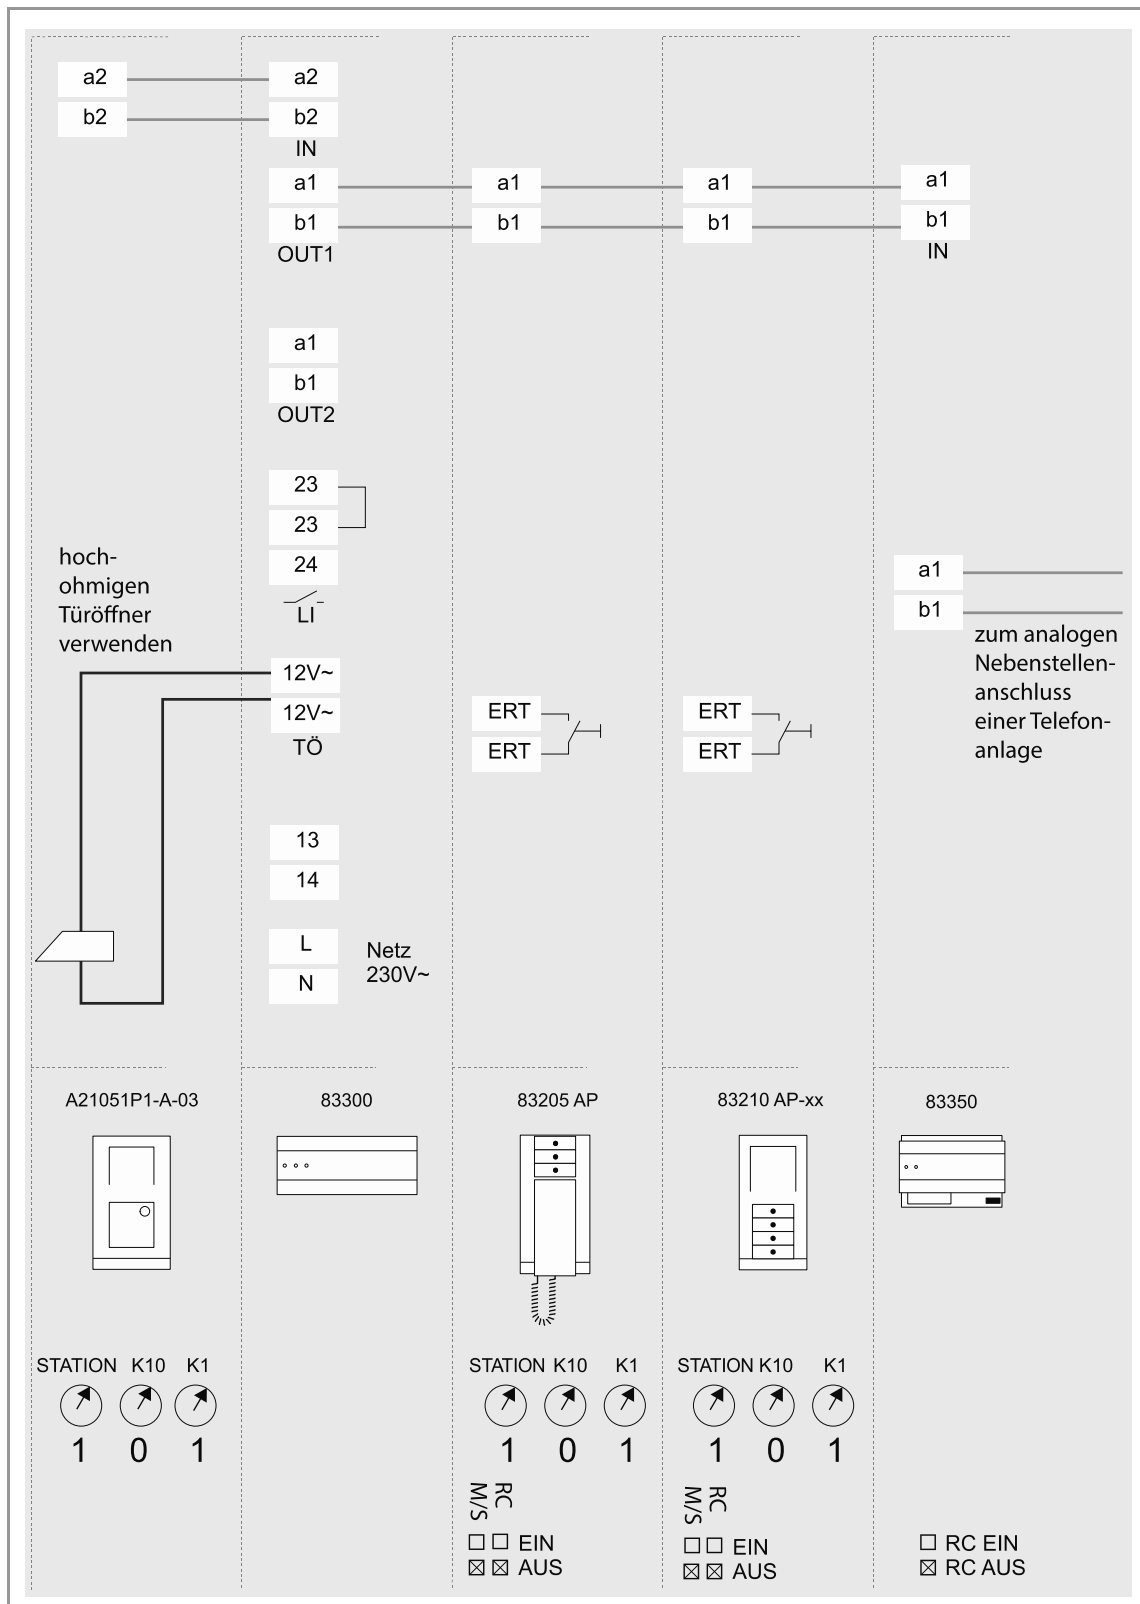 a2 a2
b2 b2
IN
a1 a1 a1 a1
b1 b1 b1 b1
OUT1 IN
a1
b1
OUT2
23
23
24
LI
hoch-
ohmigen
Türöffner
verwenden
a1
b1
zum analogen
Nebenstellen-
anschluss
einer Telefon-
anlage
12V~
12V~
TÖ
ERT ERT
ERT ERT
13
14
L
N
Netz
230V~
A21051P1-A-03 83300 83205 AP 83210 AP-xx 83350
STATION K10 K1 STATION K10 K1 STATION K10 K1
1 0 1 1 0 1 1 0 1
M/S RC M/S RC
EIN EIN RC EIN
AUS AUS RC AUS